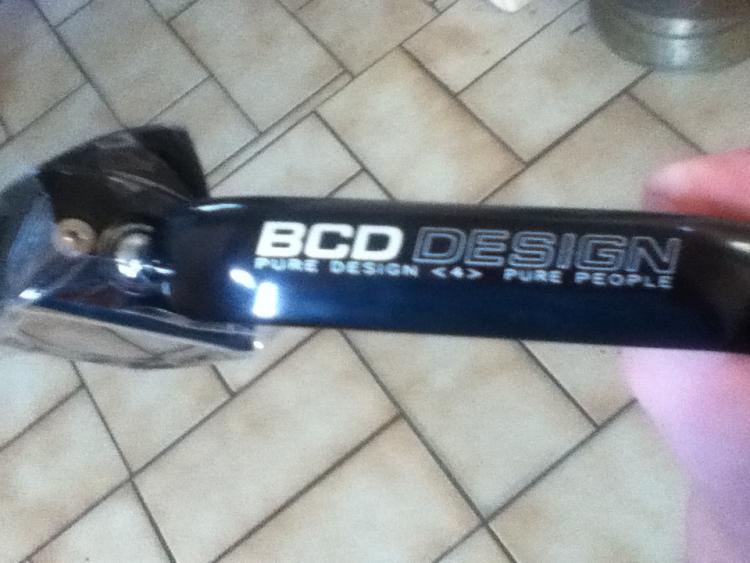 BCD DESIGN
PURE DESIGN <4> PURE PEOPLE